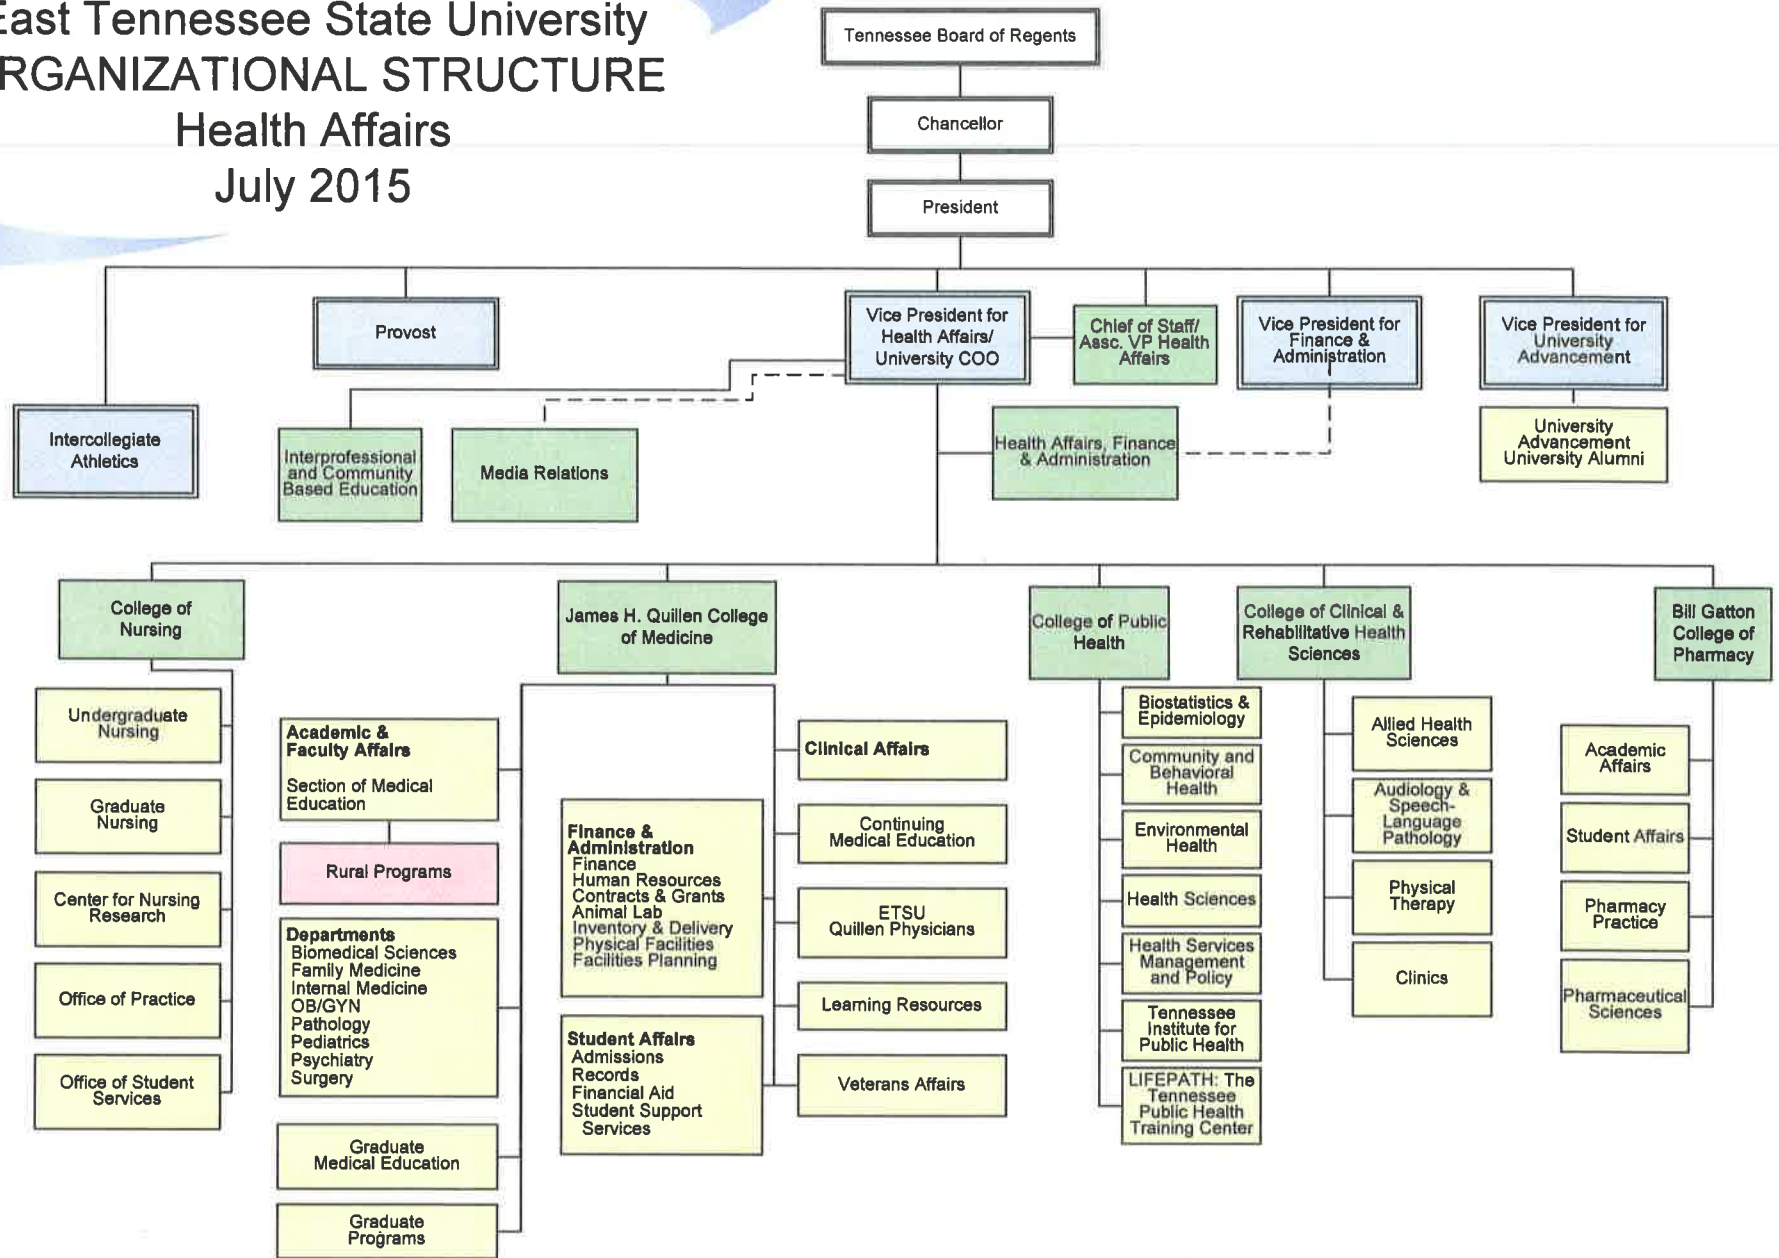 East Tennessee State University
RGANIZATIONAL STRUCTURE
Health Affairs
July 2015
Tennessee Board of Regents
Chancellor
President
Intercollegiate
Athletics
Provost
Vice President for
Health Affairs/
University COO
Chief of Staff/
Assc. VP Health
Affairs
Vice President for
Finance &
Administration
Vice President for
University
Advancement
Interprofessional
and Community
Based Education
Media Relations
Health Affairs, Finance
& Administration
University
Advancement
University Alumni
College of
Nursing
Undergraduate
Nursing
Graduate
Nursing
Center for Nursing
Research
Office of Practice
Office of Student
Services
James H. Quillen College
of Medicine
Academic &
Faculty Affairs
Section of Medical
Education
Rural Programs
Departments
Biomedical Sciences
Family Medicine
Internal Medicine
OB/GYN
Pathology
Pediatrics
Psychiatry
Surgery
Graduate
Medical Education
Graduate
Programs
Finance &
Administration
Finance
Human Resources
Contracts & Grants
Animal Lab
Inventory & Delivery
Physical Facilities
Facilities Planning
Student Affairs
Admissions
Records
Financial Aid
Student Support
Services
Clinical Affairs
Continuing
Medical Education
ETSU
Quillen Physicians
Learning Resources
Veterans Affairs
College of Public
Health
Biostatistics &
Epidemiology
Community and
Behavioral
Health
Environmental
Health
Health Sciences
Health Services
Management
and Policy
Tennessee
Institute for
Public Health
LIFEPATH: The
Tennessee
Public Health
Training Center
College of Clinical &
Rehabilitative Health
Sciences
Allied Health
Sciences
Audiology &
Speech-
Language
Pathology
Physical
Therapy
Clinics
Bill Gatton
College of
Pharmacy
Academic
Affairs
Student Affairs
Pharmacy
Practice
Pharmaceutical
Sciences